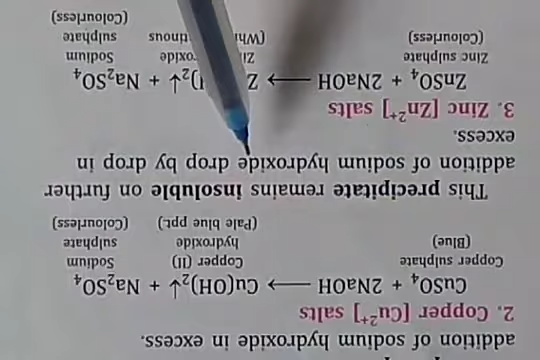 addition of sodium hydroxide in excess.
2. Copper [Cu²⁺] salts
CuSO₄ + 2NaOH ⟶ Cu(OH)₂↓ + Na₂SO₄
Copper sulphate Copper (II) Sodium
(Blue) hydroxide sulphate
(Pale blue ppt.) (Colourless)
This precipitate remains insoluble on further
addition of sodium hydroxide drop by drop in
excess.
3. Zinc [Zn²⁺] salts
ZnSO₄ + 2NaOH ⟶ )₂↓ + Na₂SO₄
Zinc sulphate Sodium
(Colourless) sulphate
(Colourless)